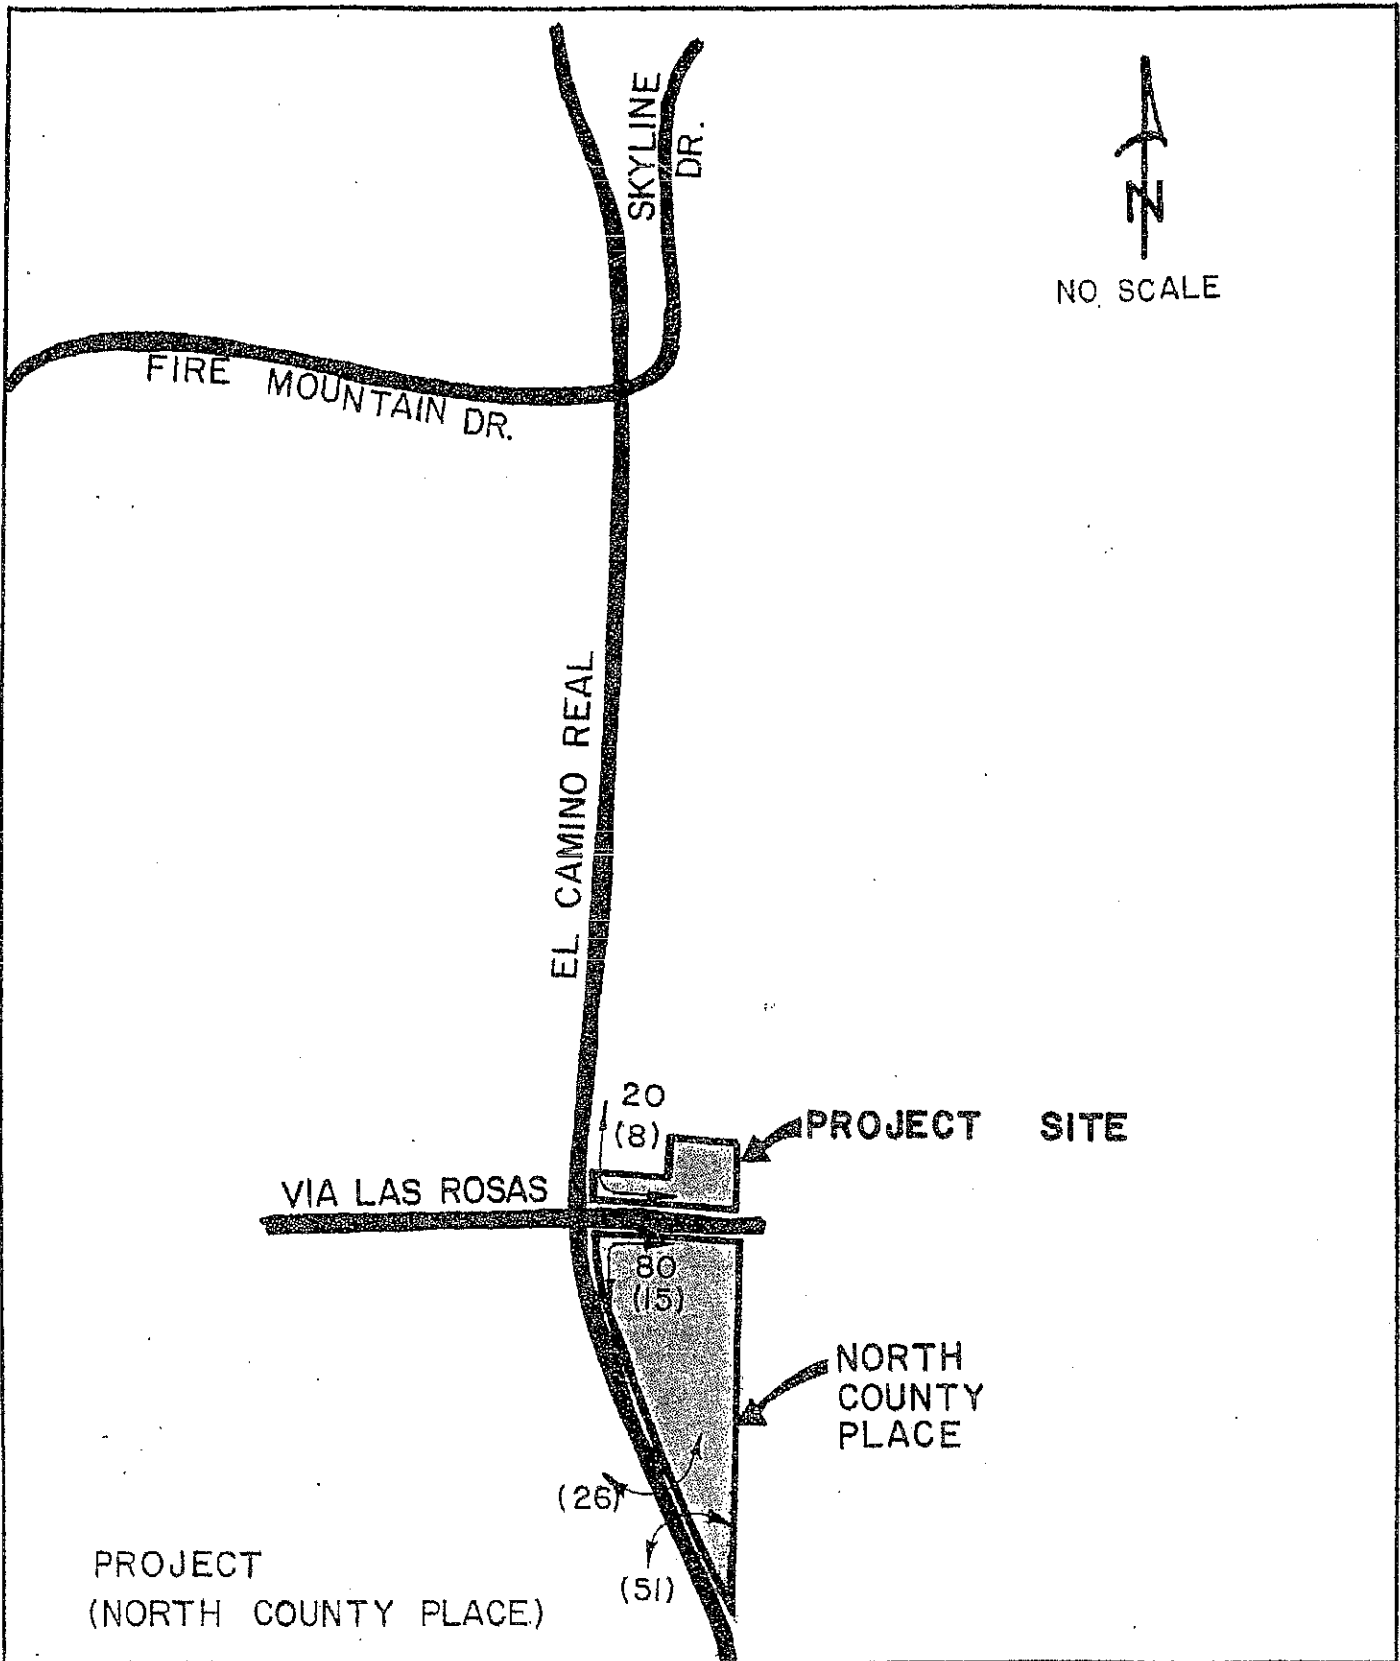 SKYLINE
DR.
N
NO SCALE
FIRE MOUNTAIN DR.
EL CAMINO REAL
20
(8)
PROJECT SITE
VIA LAS ROSAS
80
(15)
NORTH
COUNTY
PLACE
(26)
(51)
PROJECT
(NORTH COUNTY PLACE)